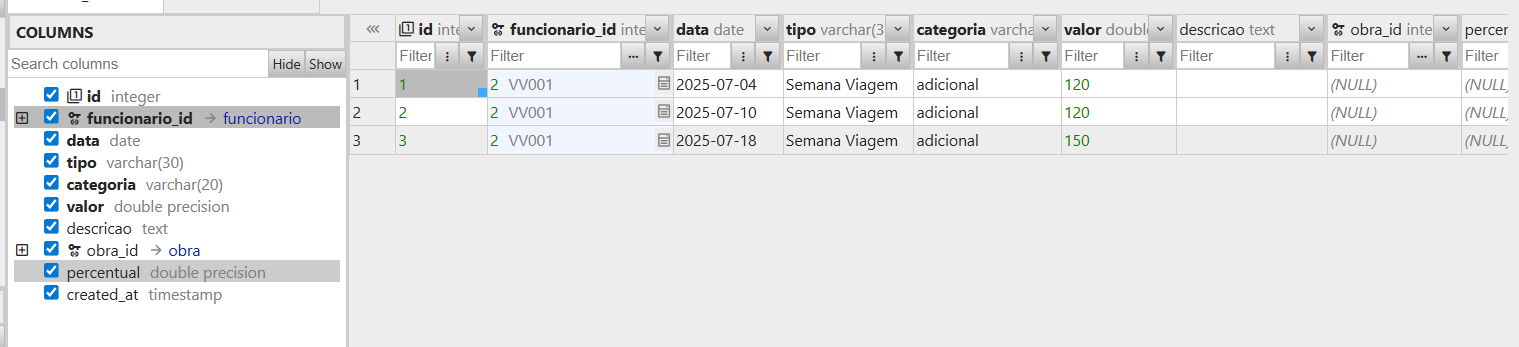 COLUMNS
Search columns Hide Show
id integer
funcionario_id → funcionario
data date
tipo varchar(30)
categoria varchar(20)
valor double precision
descricao text
obra_id → obra
percentual double precision
created_at timestamp
id inte funcionario_id intege data date tipo varchar(3 categoria varcha valor double descricao text obra_id inte percen
Filter Filter Filter Filter Filter Filter Filter Filter Filter
1 1 2 VV001 2025-07-04 Semana Viagem adicional 120 (NULL) (NULL)
2 2 2 VV001 2025-07-10 Semana Viagem adicional 120 (NULL) (NULL)
3 3 2 VV001 2025-07-18 Semana Viagem adicional 150 (NULL) (NULL)